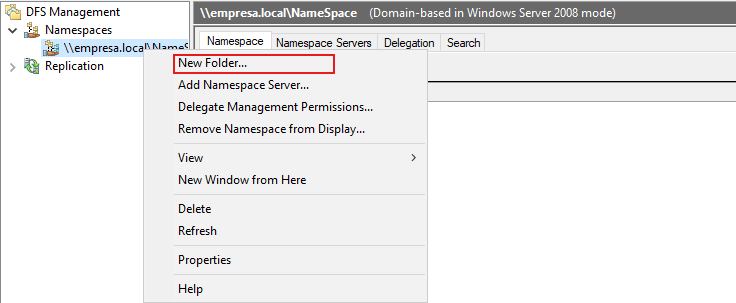 DFS Management
Namespaces
\\empresa.local\NameS
Replication
\\empresa.local\NameSpace (Domain-based in Windows Server 2008 mode)
Namespace Namespace Servers Delegation Search
New Folder...
Add Namespace Server...
Delegate Management Permissions...
Remove Namespace from Display...
View
New Window from Here
Delete
Refresh
Properties
Help